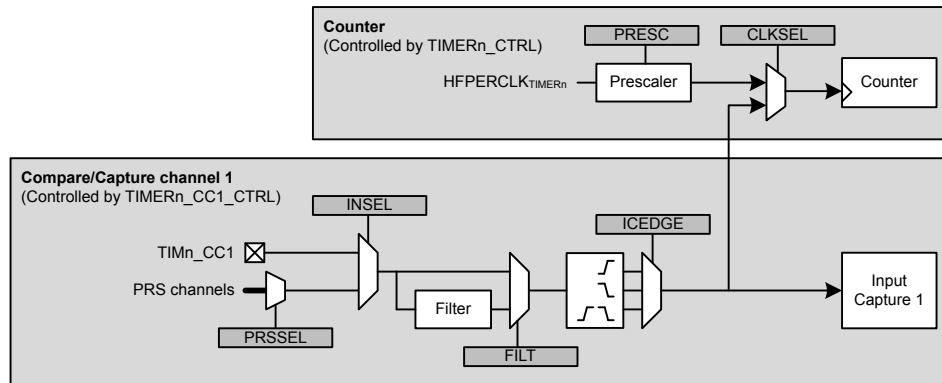 Counter
(Controlled by TIMERn_CTRL)
PRESC
CLKSEL
HFPERCLKTIMERn
Prescaler
Counter
Compare/Capture channel 1
(Controlled by TIMERn_CC1_CTRL)
INSEL
ICEDGE
TIMn_CC1
PRS channels
Filter
Input
Capture 1
PRSSEL
FILT